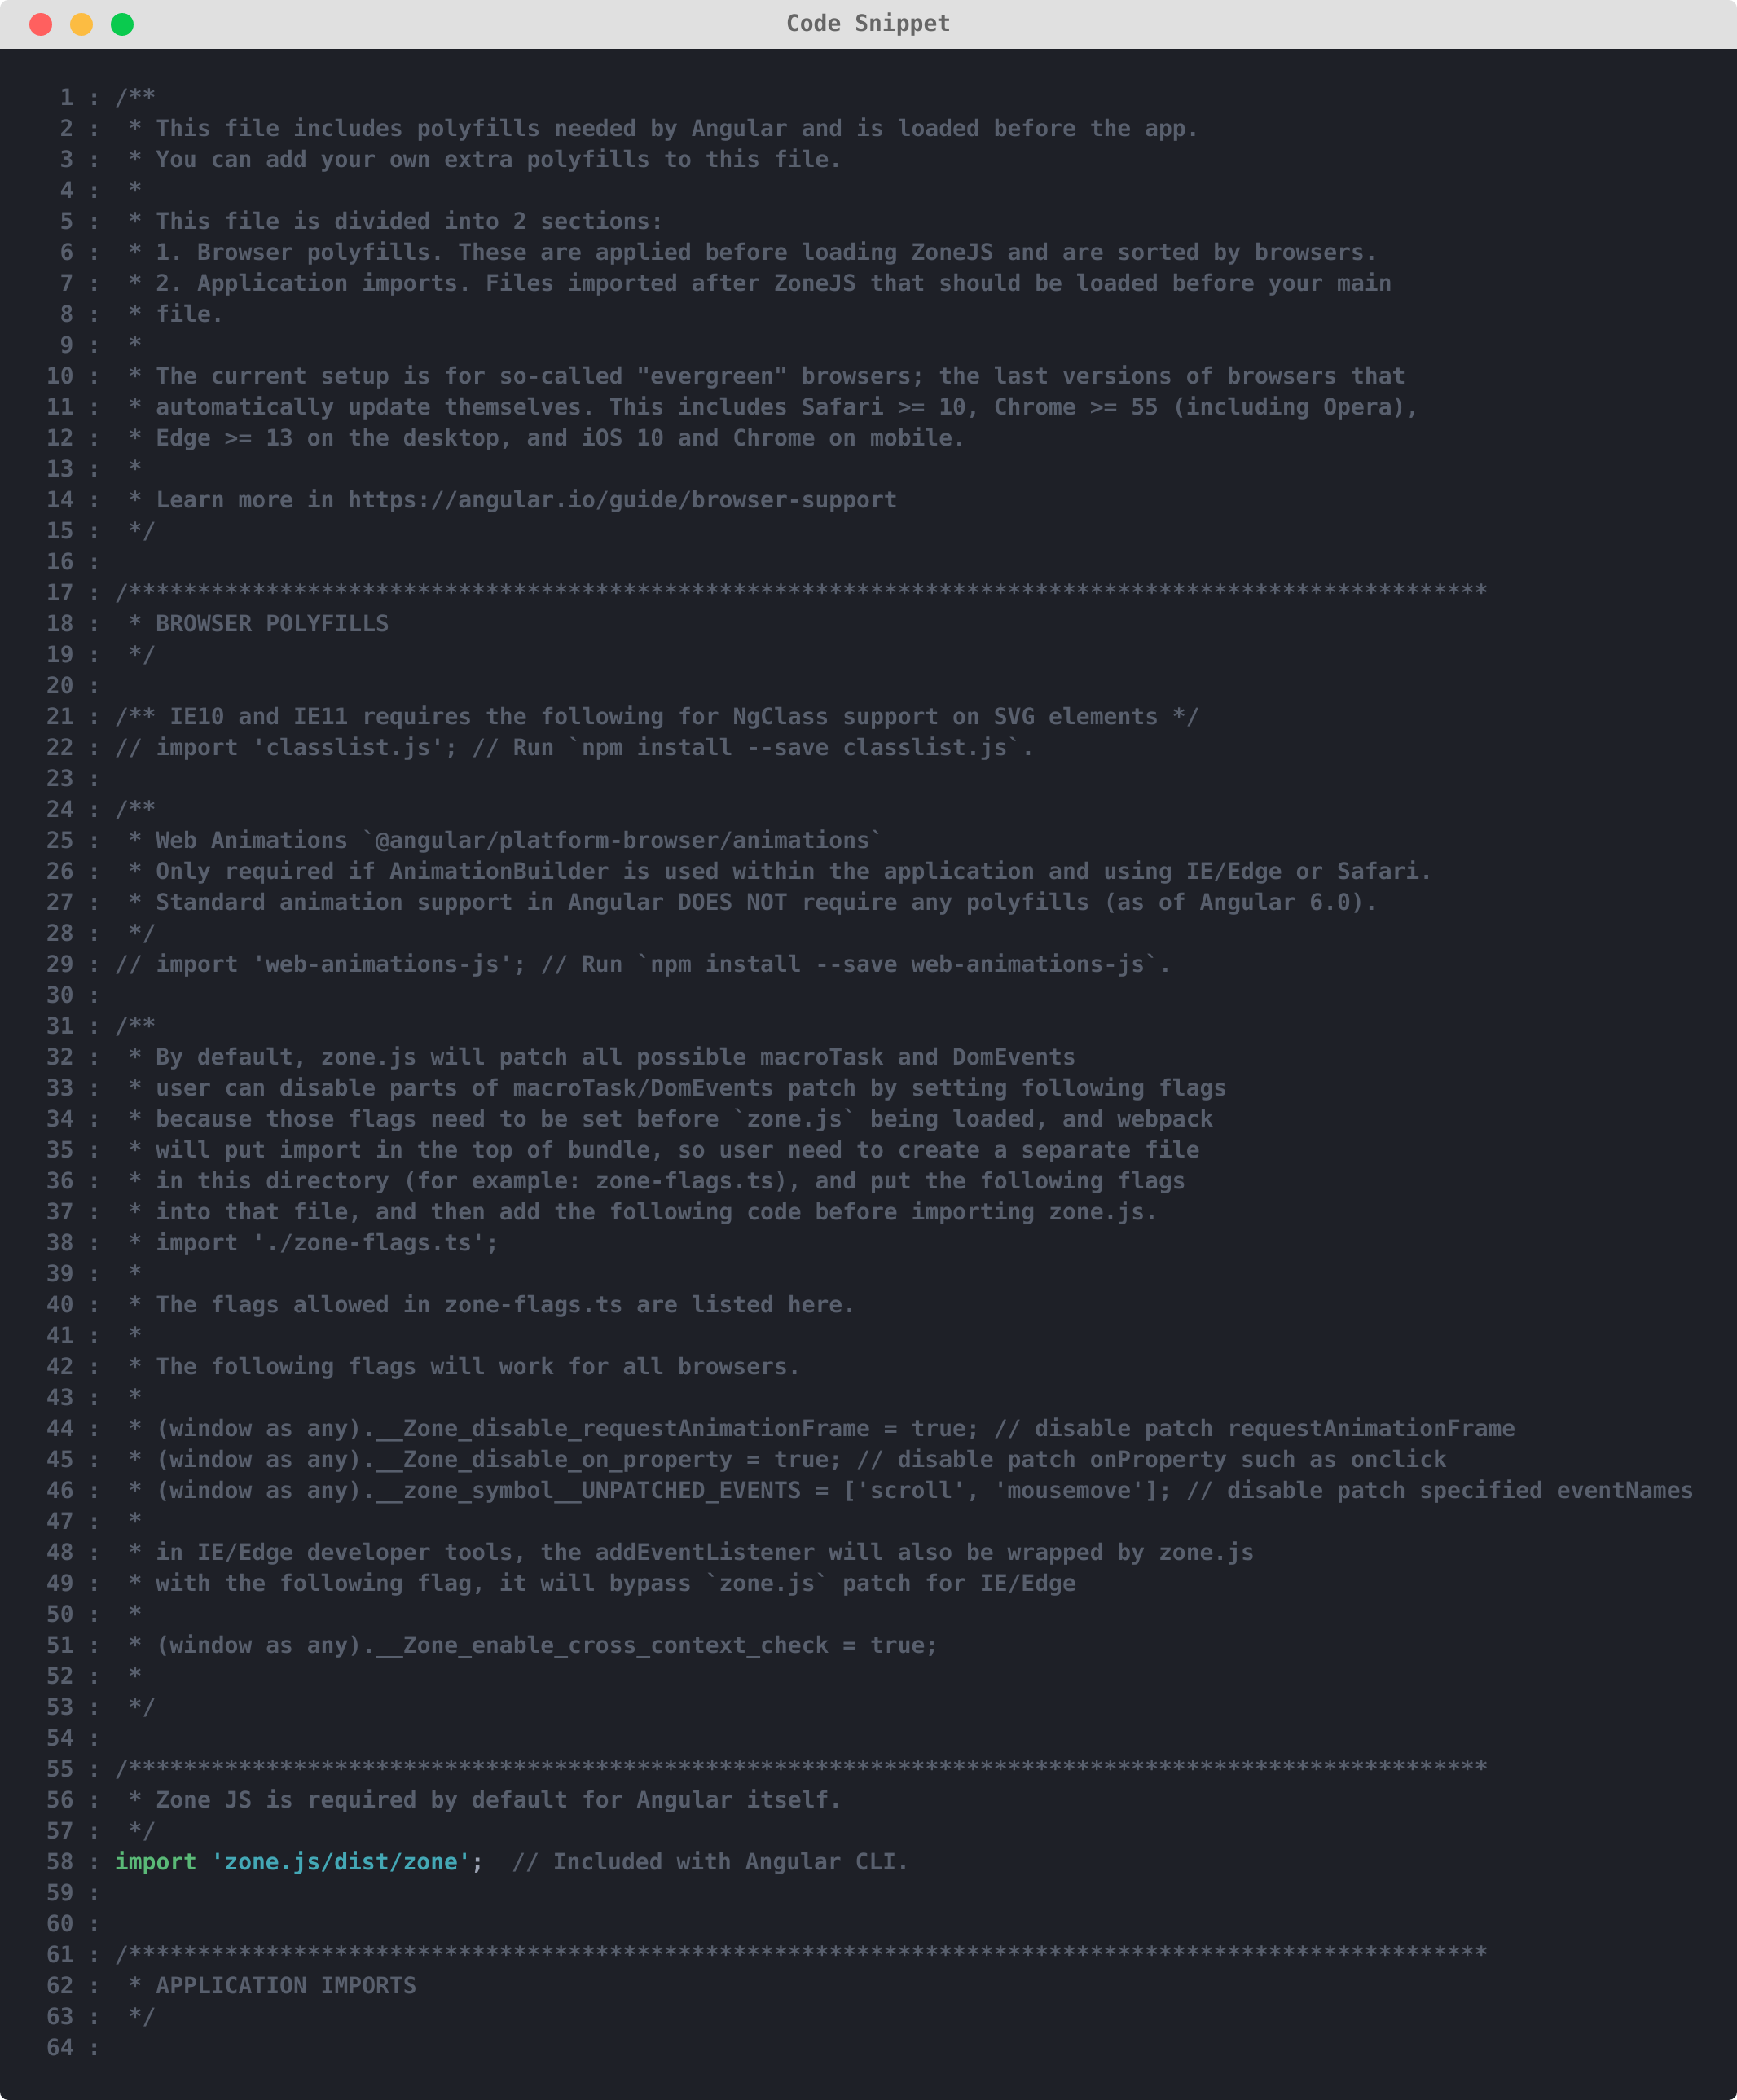 Code Snippet
1 : /**
2 :  * This file includes polyfills needed by Angular and is loaded before the app.
3 :  * You can add your own extra polyfills to this file.
4 :  *
5 :  * This file is divided into 2 sections:
6 :  * 1. Browser polyfills. These are applied before loading ZoneJS and are sorted by browsers.
7 :  * 2. Application imports. Files imported after ZoneJS that should be loaded before your main
8 :  * file.
9 :  *
10 :  * The current setup is for so-called "evergreen" browsers; the last versions of browsers that
11 :  * automatically update themselves. This includes Safari >= 10, Chrome >= 55 (including Opera),
12 :  * Edge >= 13 on the desktop, and iOS 10 and Chrome on mobile.
13 :  *
14 :  * Learn more in https://angular.io/guide/browser-support
15 :  */
16 :
17 : /***************************************************************************************************
18 :  * BROWSER POLYFILLS
19 :  */
20 :
21 : /** IE10 and IE11 requires the following for NgClass support on SVG elements */
22 : // import 'classlist.js'; // Run `npm install --save classlist.js`.
23 :
24 : /**
25 :  * Web Animations `@angular/platform-browser/animations`
26 :  * Only required if AnimationBuilder is used within the application and using IE/Edge or Safari.
27 :  * Standard animation support in Angular DOES NOT require any polyfills (as of Angular 6.0).
28 :  */
29 : // import 'web-animations-js'; // Run `npm install --save web-animations-js`.
30 :
31 : /**
32 :  * By default, zone.js will patch all possible macroTask and DomEvents
33 :  * user can disable parts of macroTask/DomEvents patch by setting following flags
34 :  * because those flags need to be set before `zone.js` being loaded, and webpack
35 :  * will put import in the top of bundle, so user need to create a separate file
36 :  * in this directory (for example: zone-flags.ts), and put the following flags
37 :  * into that file, and then add the following code before importing zone.js.
38 :  * import './zone-flags.ts';
39 :  *
40 :  * The flags allowed in zone-flags.ts are listed here.
41 :  *
42 :  * The following flags will work for all browsers.
43 :  *
44 :  * (window as any).__Zone_disable_requestAnimationFrame = true; // disable patch requestAnimationFrame
45 :  * (window as any).__Zone_disable_on_property = true; // disable patch onProperty such as onclick
46 :  * (window as any).__zone_symbol__UNPATCHED_EVENTS = ['scroll', 'mousemove']; // disable patch specified eventNames
47 :  *
48 :  * in IE/Edge developer tools, the addEventListener will also be wrapped by zone.js
49 :  * with the following flag, it will bypass `zone.js` patch for IE/Edge
50 :  *
51 :  * (window as any).__Zone_enable_cross_context_check = true;
52 :  *
53 :  */
54 :
55 : /***************************************************************************************************
56 :  * Zone JS is required by default for Angular itself.
57 :  */
58 : import 'zone.js/dist/zone';  // Included with Angular CLI.
59 :
60 :
61 : /***************************************************************************************************
62 :  * APPLICATION IMPORTS
63 :  */
64 :